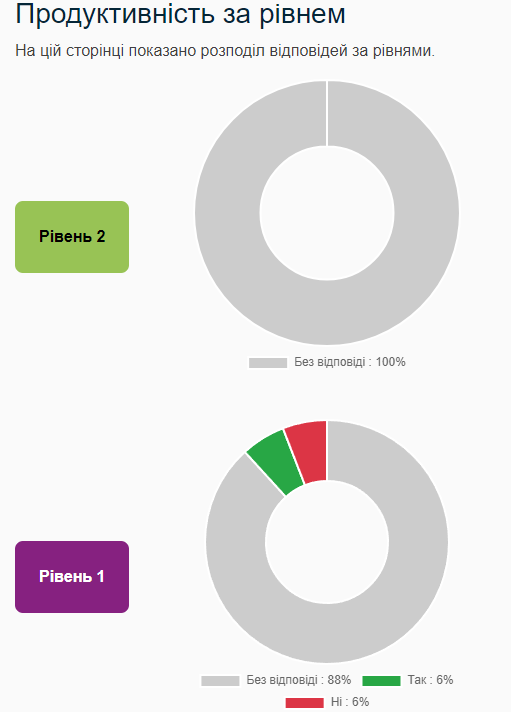 Продуктивність за рівнем
На цій сторінці показано розподіл відповідей за рівнями.
Рівень 2
Без відповіді : 100%
Рівень 1
Без відповіді : 88% Так : 6%
Ні : 6%